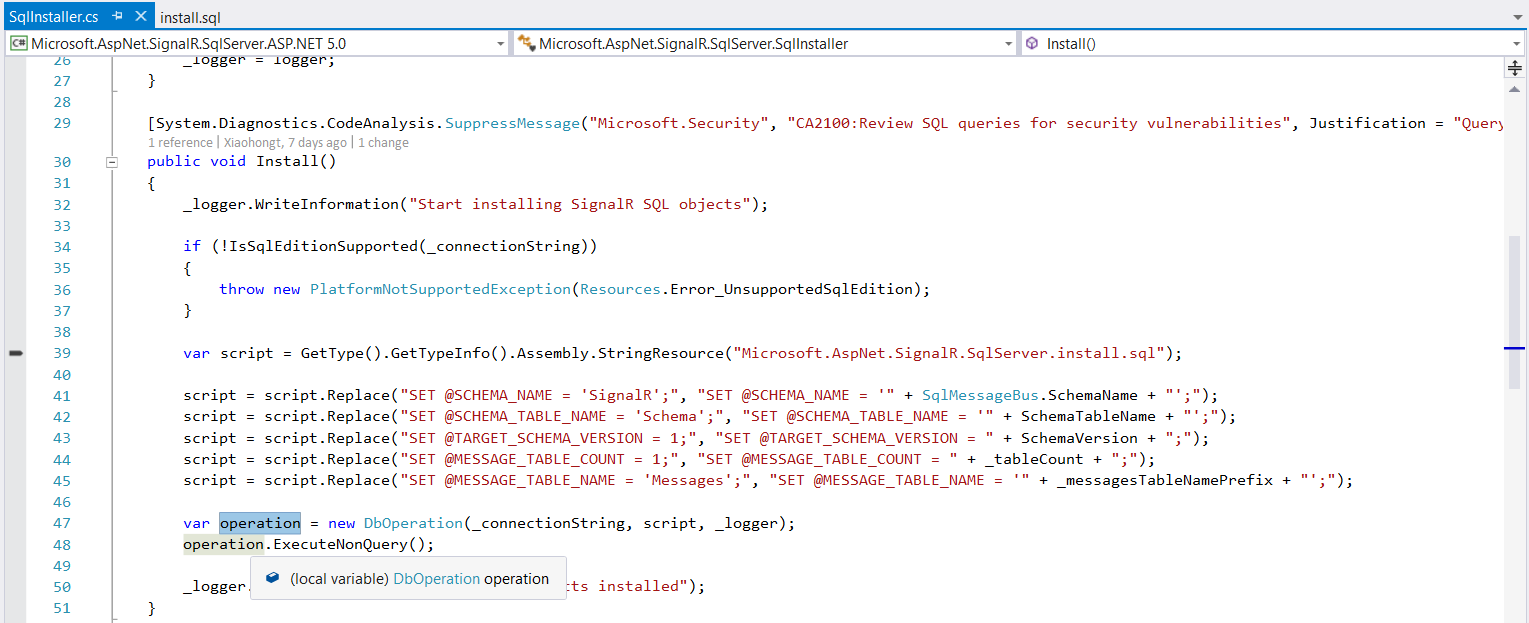 SqlInstaller.cs install.sql
C# Microsoft.AspNet.SignalR.SqlServer.ASP.NET 5.0 Microsoft.AspNet.SignalR.SqlServer.SqlInstaller Install()
26 _logger = logger;
27 }
28
29 [System.Diagnostics.CodeAnalysis.SuppressMessage("Microsoft.Security", "CA2100:Review SQL queries for security vulnerabilities", Justification = "Query
1 reference | Xiaohongt, 7 days ago | 1 change
30 public void Install()
31 {
32 _logger.WriteInformation("Start installing SignalR SQL objects");
33
34 if (!IsSqlEditionSupported(_connectionString))
35 {
36 throw new PlatformNotSupportedException(Resources.Error_UnsupportedSqlEdition);
37 }
38
39 var script = GetType().GetTypeInfo().Assembly.StringResource("Microsoft.AspNet.SignalR.SqlServer.install.sql");
40
41 script = script.Replace("SET @SCHEMA_NAME = 'SignalR';", "SET @SCHEMA_NAME = '" + SqlMessageBus.SchemaName + "';");
42 script = script.Replace("SET @SCHEMA_TABLE_NAME = 'Schema';", "SET @SCHEMA_TABLE_NAME = '" + SchemaTableName + "';");
43 script = script.Replace("SET @TARGET_SCHEMA_VERSION = 1;", "SET @TARGET_SCHEMA_VERSION = " + SchemaVersion + ";");
44 script = script.Replace("SET @MESSAGE_TABLE_COUNT = 1;", "SET @MESSAGE_TABLE_COUNT = " + _tableCount + ";");
45 script = script.Replace("SET @MESSAGE_TABLE_NAME = 'Messages';", "SET @MESSAGE_TABLE_NAME = '" + _messagesTableNamePrefix + "';");
46
47 var operation = new DbOperation(_connectionString, script, _logger);
48 operation.ExecuteNonQuery();
49
(local variable) DbOperation operation
50 _logger. cts installed");
51 }